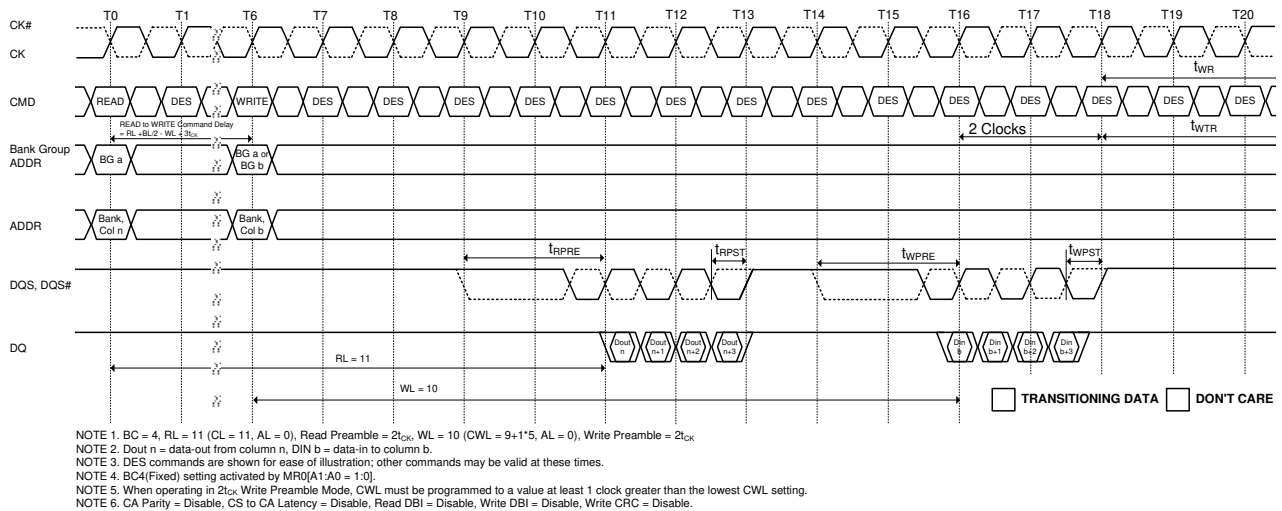 T0 T1 T6 T7 T8 T9 T10 T11 T12 T13 T14 T15 T16 T17 T18 T19 T20
CK#
CK
tWR
CMD READ DES WRITE DES DES DES DES DES DES DES DES DES DES DES DES DES DES
READ to WRITE Command Delay
= RL +BL/2 - WL + 3tCK
2 Clocks
tWTR
Bank Group
ADDR
BG a
BG a or
BG b
ADDR
Bank,
Col n
Bank,
Col b
tRPRE tRPST tWPRE tWPST
DQS, DQS#
DQ
Dout
n
Dout
n+1
Dout
n+2
Dout
n+3
Din
b
Din
b+1
Din
b+2
Din
b+3
RL = 11
WL = 10
TRANSITIONING DATA DON'T CARE
NOTE 1. BC = 4, RL = 11 (CL = 11, AL = 0), Read Preamble = 2tCK, WL = 10 (CWL = 9+1*5, AL = 0), Write Preamble = 2tCK
NOTE 2. Dout n = data-out from column n, DIN b = data-in to column b.
NOTE 3. DES commands are shown for ease of illustration; other commands may be valid at these times.
NOTE 4. BC4(Fixed) setting activated by MR0[A1:A0 = 1:0].
NOTE 5. When operating in 2tCK Write Preamble Mode, CWL must be programmed to a value at least 1 clock greater than the lowest CWL setting.
NOTE 6. CA Parity = Disable, CS to CA Latency = Disable, Read DBI = Disable, Write DBI = Disable, Write CRC = Disable.